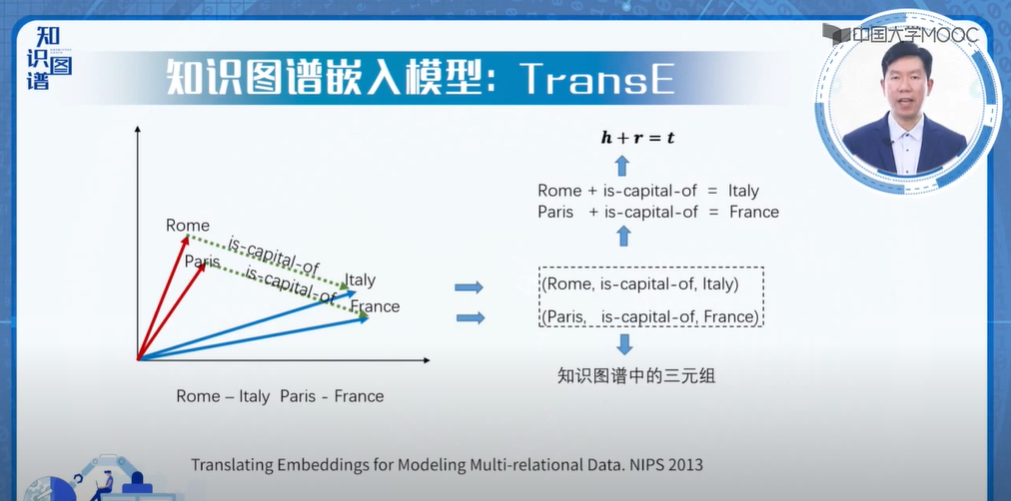 知识图谱
中国大学MOOC
知识图谱嵌入模型：TransE
h + r = t
Rome + is-capital-of = Italy
Paris + is-capital-of = France
Rome
is-capital-of
Paris
is-capital-of
Italy
France
(Rome, is-capital-of, Italy)
(Paris, is-capital-of, France)
知识图谱中的三元组
Rome – Italy Paris - France
Translating Embeddings for Modeling Multi-relational Data. NIPS 2013